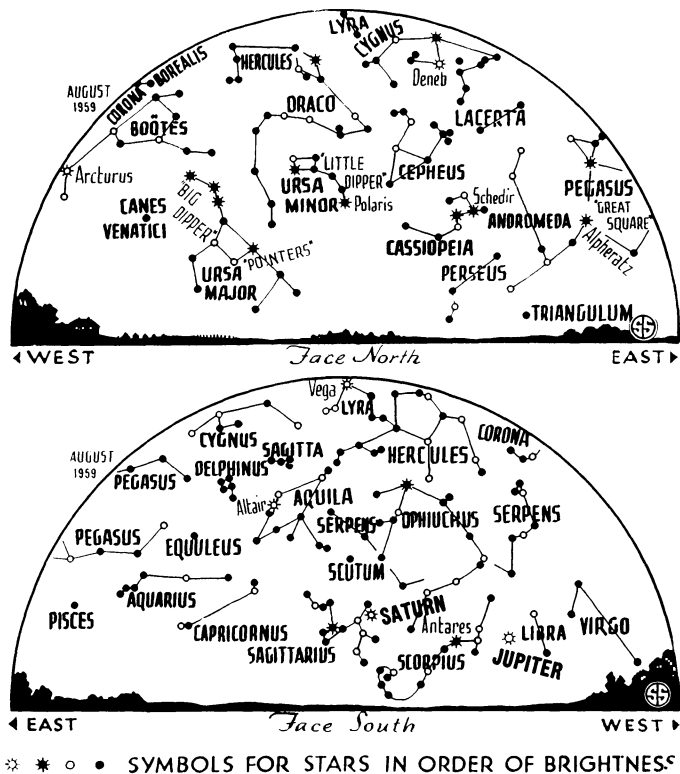 LYRA
CYGNUS
HERCULES
Deneb
BOREALIS
CORONA
AUGUST
1959
DRACO
LACERTA
BOÖTES
Arcturus
"LITTLE
DIPPER"
CEPHEUS
URSA
MINOR
Polaris
PEGASUS
"GREAT
SQUARE"
"BIG
DIPPER"
CANES
VENATICI
Schedir
ANDROMEDA
Alpheratz
CASSIOPEIA
"POINTERS"
URSA
MAJOR
PERSEUS
TRIANGULUM
SS
WEST
Face North
EAST
Vega
LYRA
CYGNUS
HERCULES
CORONA
AUGUST
1959
SAGITTA
DELPHINUS
PEGASUS
Altair
AQUILA
SERPENS
OPHIUCHUS
SERPENS
PEGASUS
EQUULEUS
SCUTUM
AQUARIUS
PISCES
CAPRICORNUS
SATURN
Antares
SAGITTARIUS
SCORPIUS
LIBRA
VIRGO
JUPITER
SS
EAST
Face South
WEST
SYMBOLS FOR STARS IN ORDER OF BRIGHTNESS